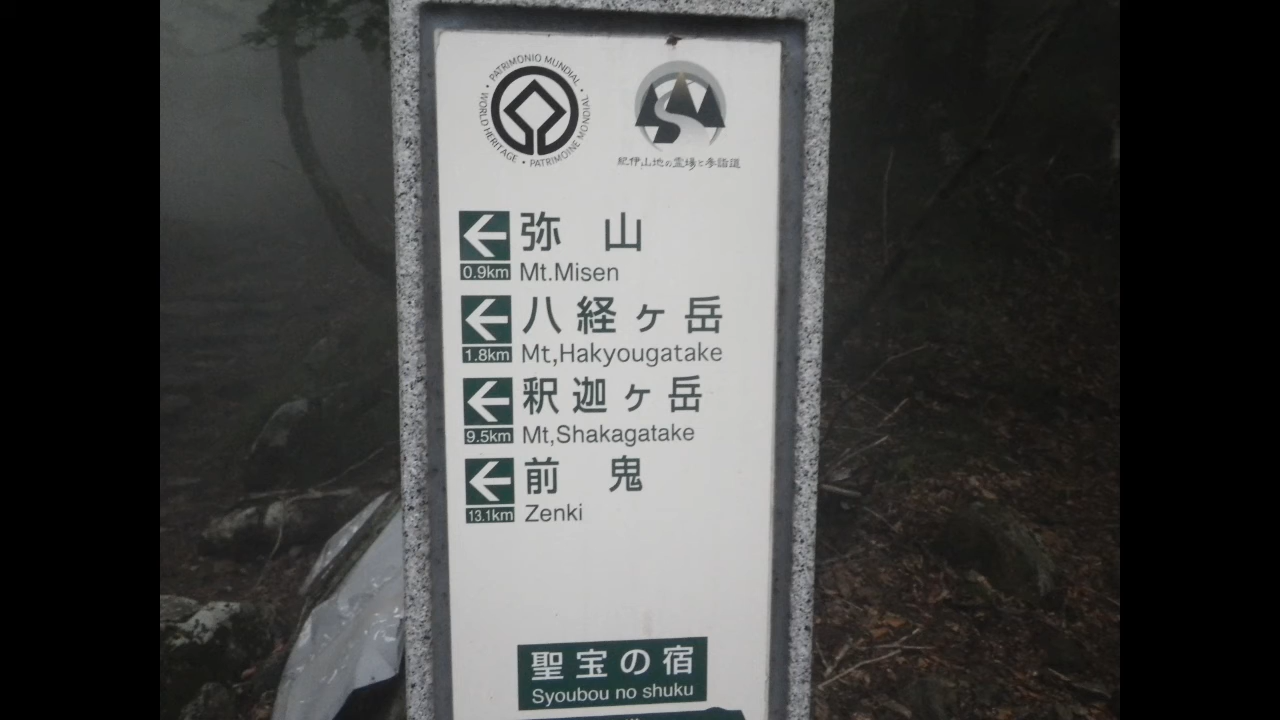 • PATRIMONIO MUNDIAL • WORLD HERITAGE • PATRIMOINE MONDIAL
紀伊山地の霊場と参詣道
弥 山
0.9km Mt.Misen
八経ヶ岳
1.8km Mt,Hakyougatake
釈迦ヶ岳
9.5km Mt,Shakagatake
前 鬼
13.1km Zenki
聖宝の宿
Syoubou no shuku